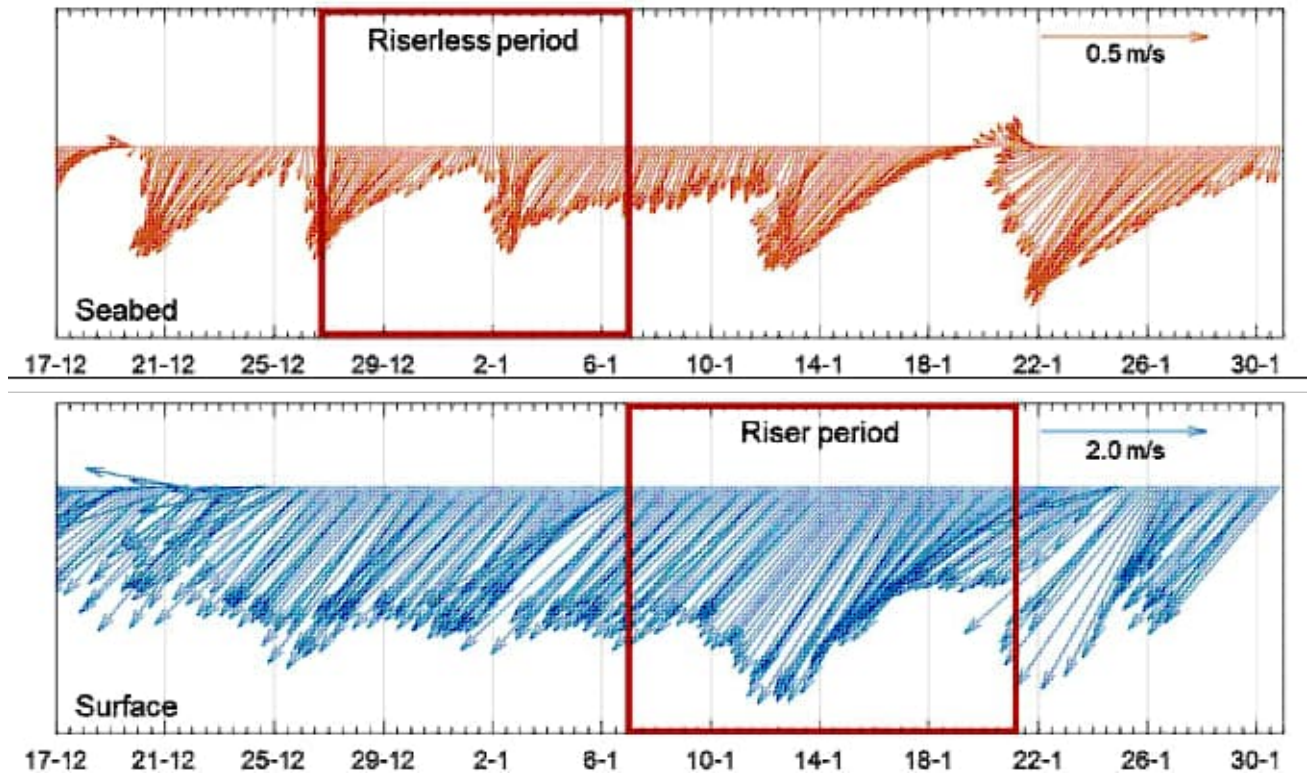 Riserless period
0.5 m/s
Seabed
17-12 21-12 25-12 29-12 2-1 6-1 10-1 14-1 18-1 22-1 26-1 30-1
Riser period
2.0 m/s
Surface
17-12 21-12 25-12 29-12 2-1 6-1 10-1 14-1 18-1 22-1 26-1 30-1